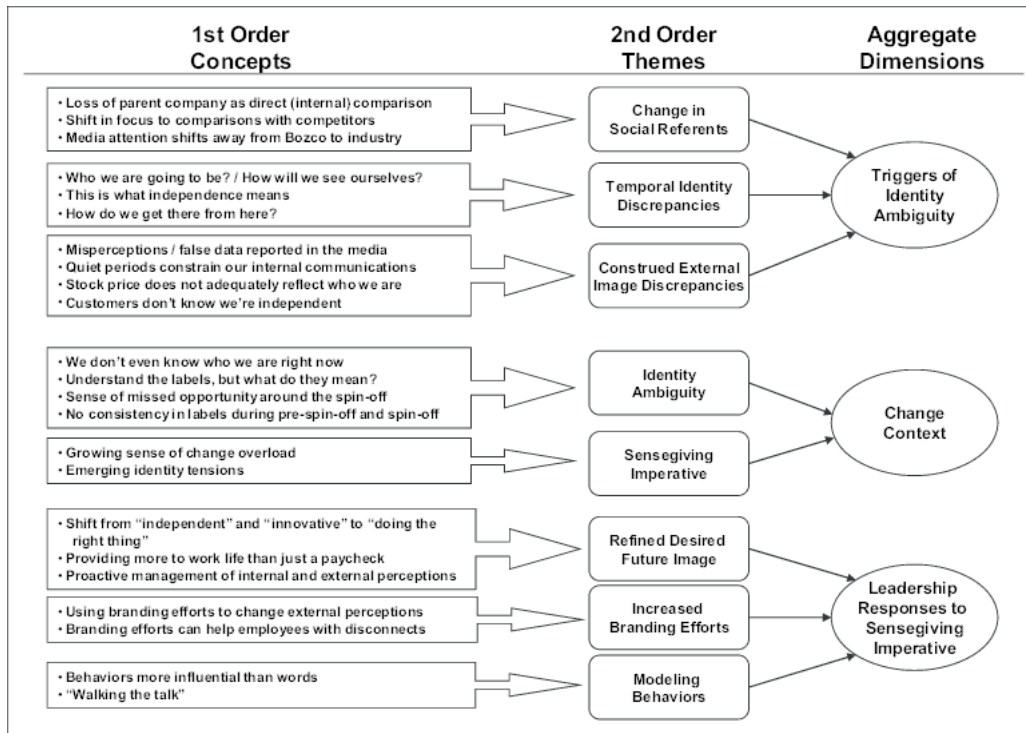 1st Order
Concepts
2nd Order
Themes
Aggregate
Dimensions
• Loss of parent company as direct (internal) comparison
• Shift in focus to comparisons with competitors
• Media attention shifts away from Bozco to industry
Change in
Social Referents
• Who we are going to be? / How will we see ourselves?
• This is what independence means
• How do we get there from here?
Temporal Identity
Discrepancies
Triggers of
Identity
Ambiguity
• Misperceptions / false data reported in the media
• Quiet periods constrain our internal communications
• Stock price does not adequately reflect who we are
• Customers don't know we're independent
Construed External
Image Discrepancies
• We don't even know who we are right now
• Understand the labels, but what do they mean?
• Sense of missed opportunity around the spin-off
• No consistency in labels during pre-spin-off and spin-off
Identity
Ambiguity
• Growing sense of change overload
• Emerging identity tensions
Sensegiving
Imperative
Change
Context
• Shift from “independent” and “innovative” to “doing the
right thing”
• Providing more to work life than just a paycheck
• Proactive management of internal and external perceptions
Refined Desired
Future Image
• Using branding efforts to change external perceptions
• Branding efforts can help employees with disconnects
Increased
Branding Efforts
Leadership
Responses to
Sensegiving
Imperative
• Behaviors more influential than words
• “Walking the talk”
Modeling
Behaviors